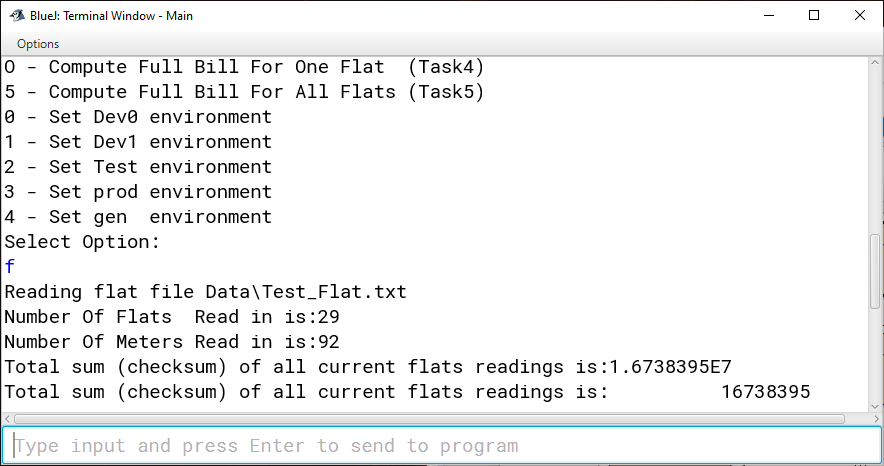 BlueJ: Terminal Window - Main
Options
O - Compute Full Bill For One Flat  (Task4)
5 - Compute Full Bill For All Flats (Task5)
0 - Set Dev0 environment
1 - Set Dev1 environment
2 - Set Test environment
3 - Set prod environment
4 - Set gen  environment
Select Option:
f
Reading flat file Data\Test_Flat.txt
Number Of Flats  Read in is:29
Number Of Meters Read in is:92
Total sum (checksum) of all current flats readings is:1.6738395E7
Total sum (checksum) of all current flats readings is:          16738395
Type input and press Enter to send to program